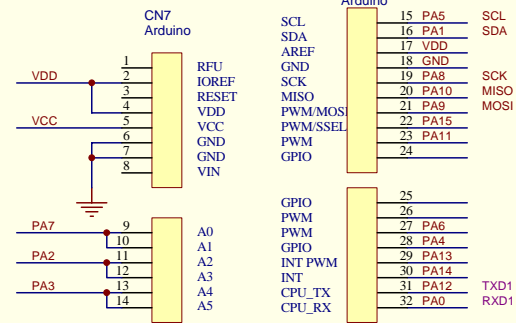 CN7
Arduino
1 RFU
VDD 2 IOREF
3 RESET
4 VDD
VCC 5 VCC
6 GND
7 GND
8 VIN
PA7 9 A0
10 A1
PA2 11 A2
12 A3
PA3 13 A4
14 A5
Arduino
SCL 15 PA5 SCL
SDA 16 PA1 SDA
AREF 17 VDD
GND 18 GND
SCK 19 PA8 SCK
MISO 20 PA10 MISO
PWM/MOSI 21 PA9 MOSI
PWM/SSEL 22 PA15
PWM 23 PA11
GPIO 24
GPIO 25
PWM 26
PWM 27 PA6
GPIO 28 PA4
INT PWM 29 PA13
INT 30 PA14
CPU_TX 31 PA12 TXD1
CPU_RX 32 PA0 RXD1